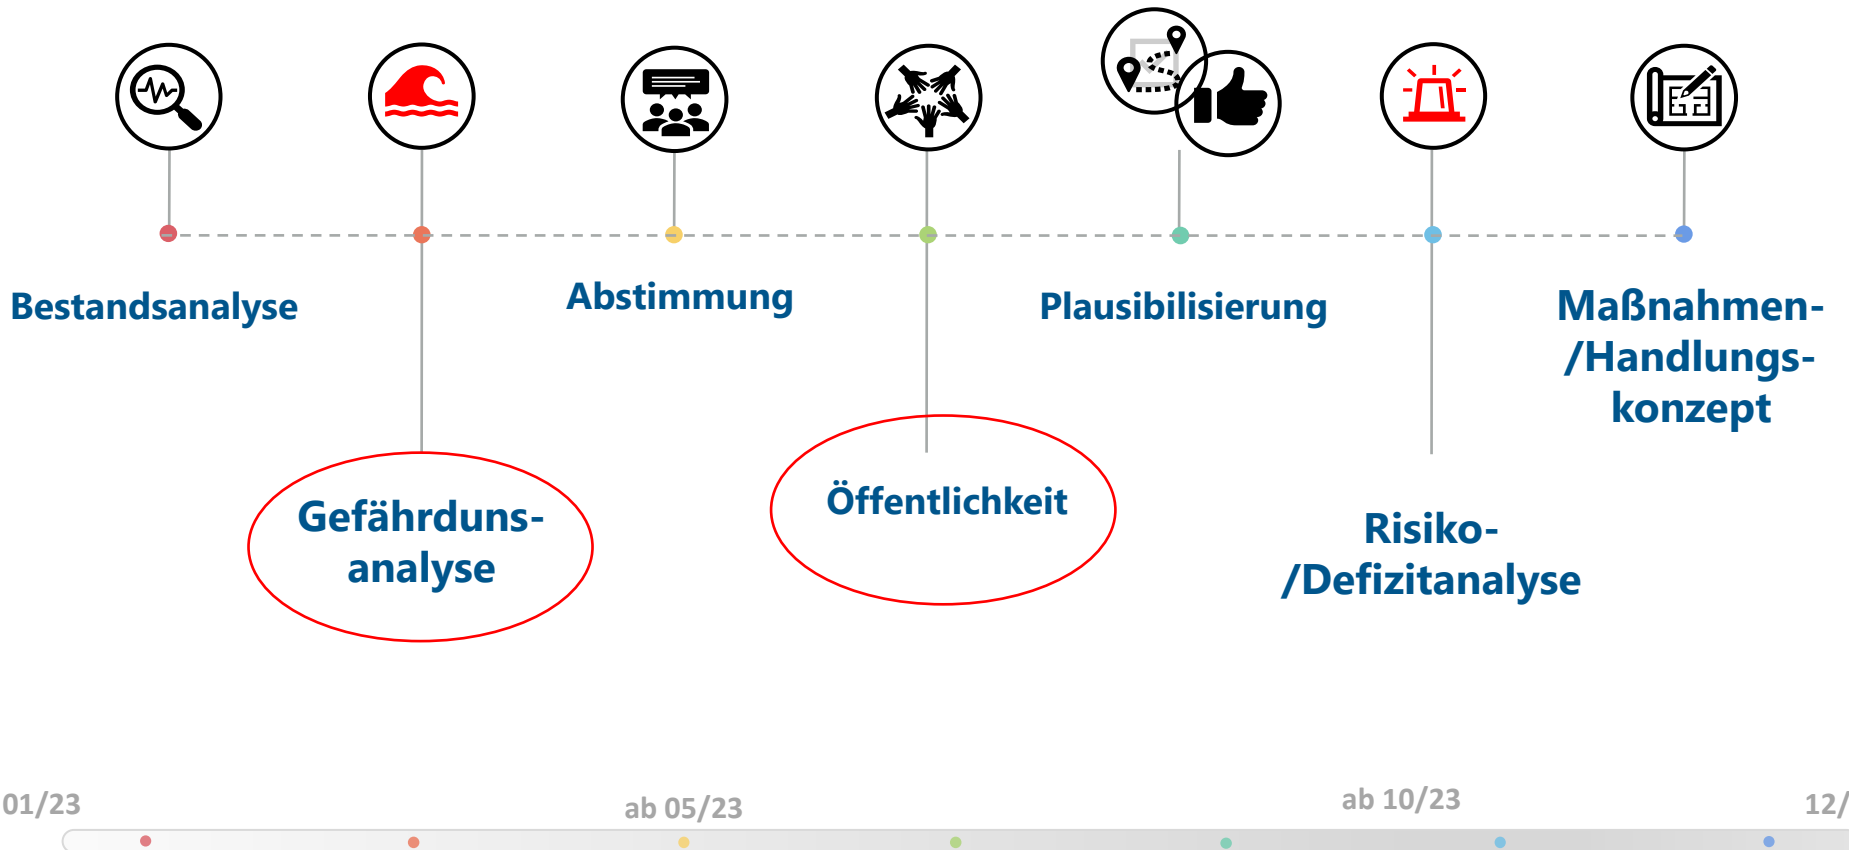 Bestandsanalyse
Gefährduns-
analyse
Abstimmung
Öffentlichkeit
Plausibilisierung
Risiko-
/Defizitanalyse
Maßnahmen-
/Handlungs-
konzept
01/23
ab 05/23
ab 10/23
12/